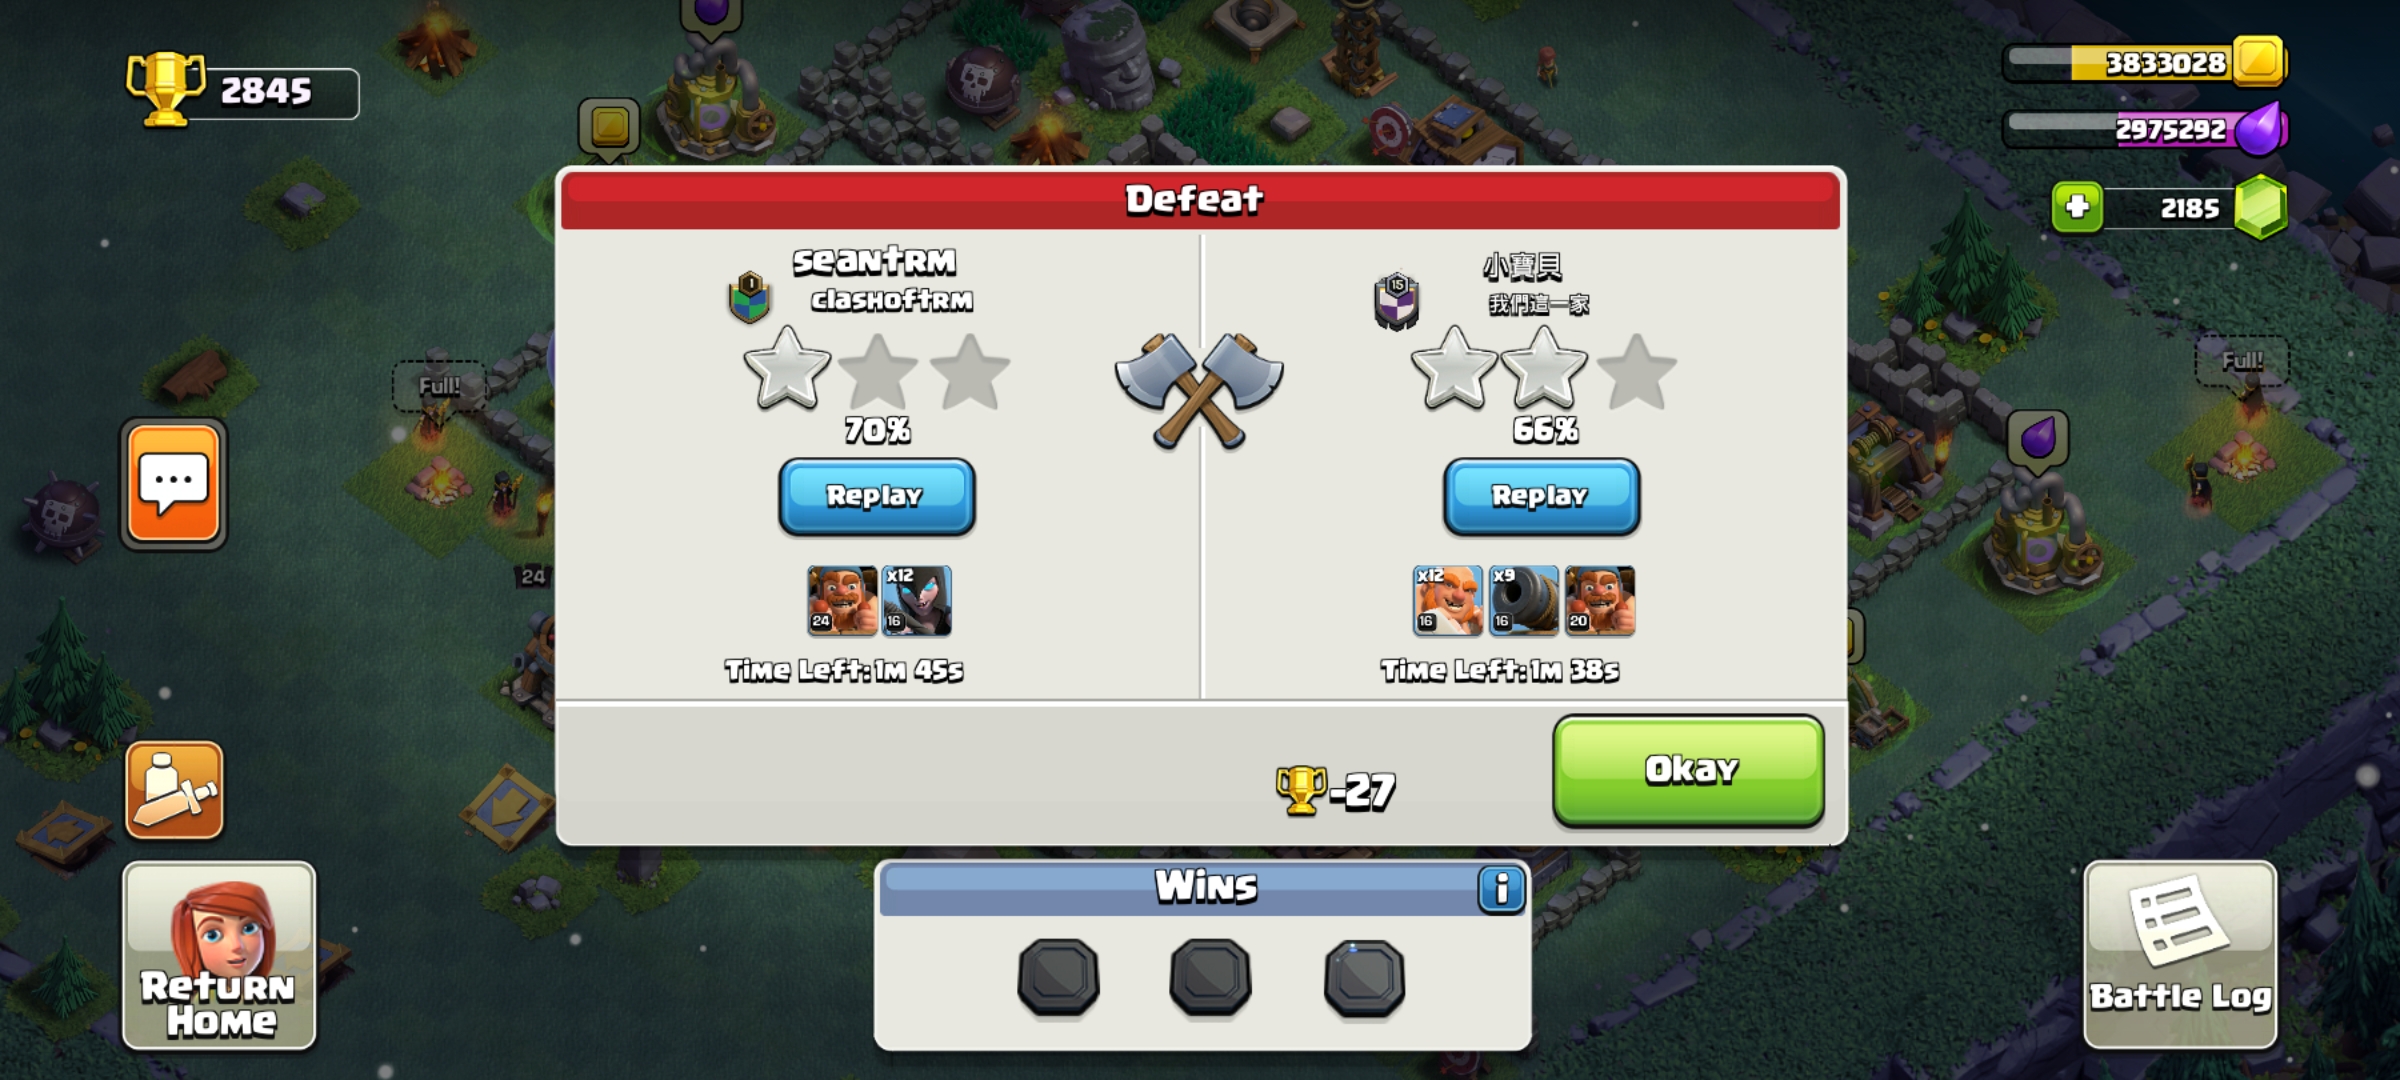 2845
3833028
2975292
2185
Defeat
seantrm
clashoftrm
1
小寶貝
我們這一家
15
70%
66%
Replay
Replay
24
x12
16
x12
16
x9
16
20
Time Left:1m 45s
Time Left:1m 38s
-27
Okay
Wins
i
Full!
Full!
24
Return
Home
Battle Log